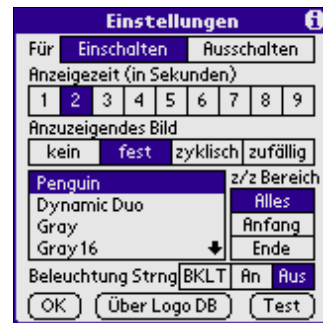 Einstellungen i
Für Einschalten Ausschalten
Anzeigezeit (in Sekunden)
1 2 3 4 5 6 7 8 9
Anzuzeigendes Bild
kein fest zyklisch zufällig
Penguin
Dynamic Duo
Gray
Gray16
z/z Bereich
Alles
Anfang
Ende
Beleuchtung Strng BKLT An Aus
OK Über Logo DB Test